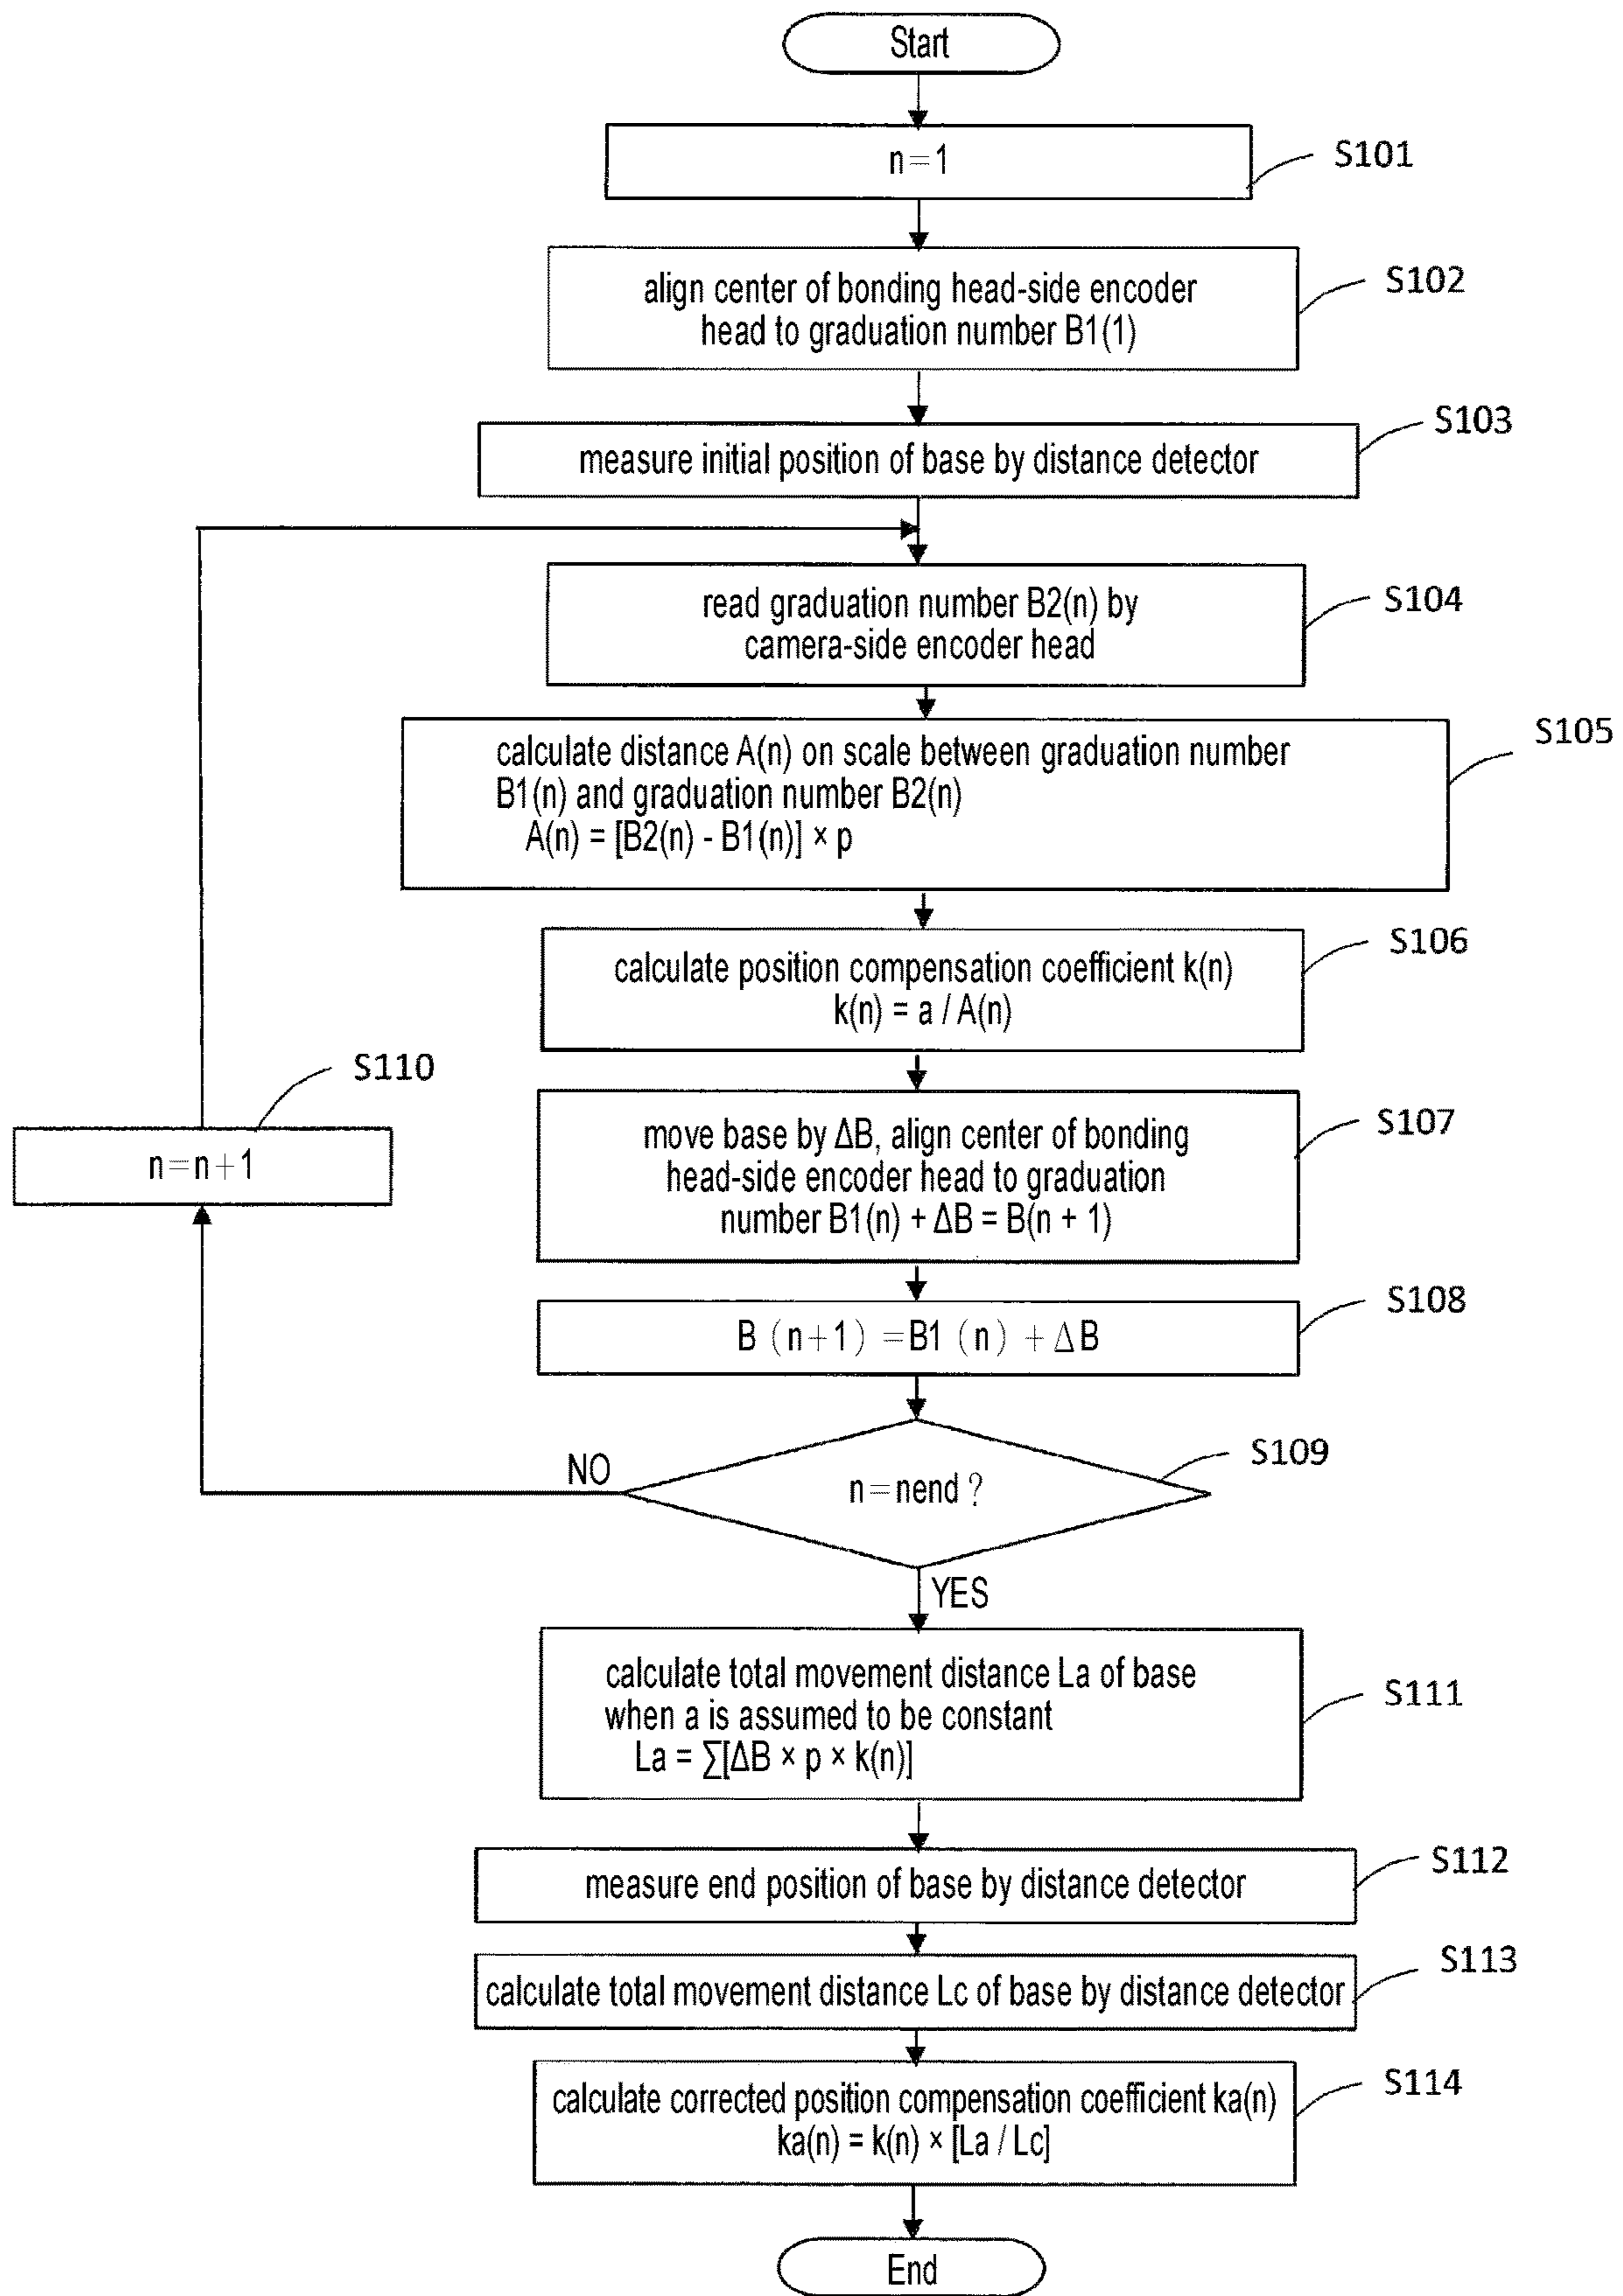 Start
n=1
S101
align center of bonding head-side encoder
head to graduation number B1(1)
S102
measure initial position of base by distance detector
S103
read graduation number B2(n) by
camera-side encoder head
S104
calculate distance A(n) on scale between graduation number
B1(n) and graduation number B2(n)
A(n) = [B2(n) - B1(n)] × p
S105
calculate position compensation coefficient k(n)
k(n) = a / A(n)
S106
move base by ΔB, align center of bonding
head-side encoder head to graduation
number B1(n) + ΔB = B(n + 1)
S107
S110
n=n+1
B (n+1) =B1 (n) +ΔB
S108
n=nend ?
S109
NO
YES
calculate total movement distance La of base
when a is assumed to be constant
La = ∑[ΔB × p × k(n)]
S111
measure end position of base by distance detector
S112
calculate total movement distance Lc of base by distance detector
S113
calculate corrected position compensation coefficient ka(n)
ka(n) = k(n) × [La / Lc]
S114
End